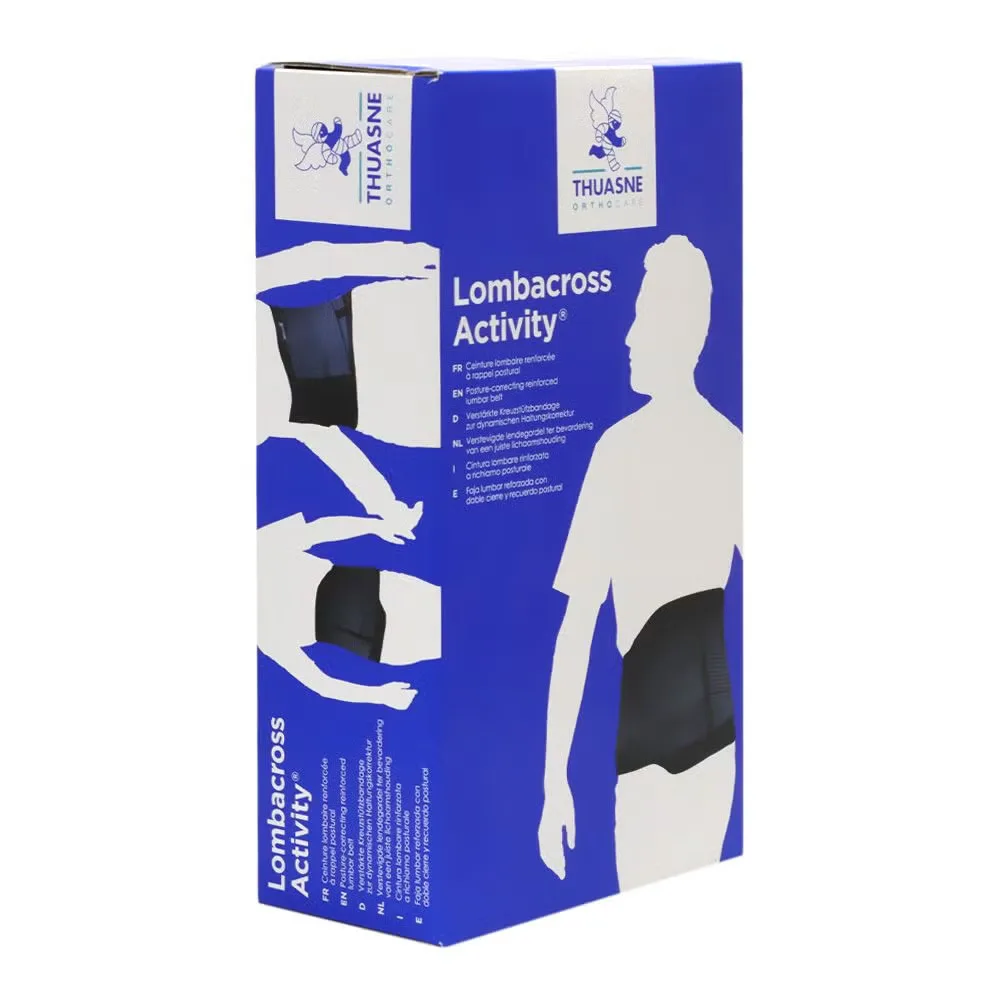 THUASNE
ORTHOCARE
Lombacross
Activity®
FR Ceinture lombaire renforcée
à rappel postural
EN Posture-correcting reinforced
lumbar belt
D Verstärkte Kreuzstützbandage
zur dynamischen Haltungskorrektur
NL Verstevigde lendegordel ter bevordering
van een juiste lichaamshouding
I Cintura lombare rinforzata
a richiamo posturale
E Faja lumbar reforzada con
doble cierre y recuerdo postural
THUASNE
ORTHOCARE
Lombacross
Activity®
FR Ceinture lombaire renforcée
à rappel postural
EN Posture-correcting reinforced
lumbar belt
D Verstärkte Kreuzstützbandage
zur dynamischen Haltungskorrektur
NL Verstevigde lendegordel ter bevordering
van een juiste lichaamshouding
I Cintura lombare rinforzata
a richiamo posturale
E Faja lumbar reforzada con
doble cierre y recuerdo postural